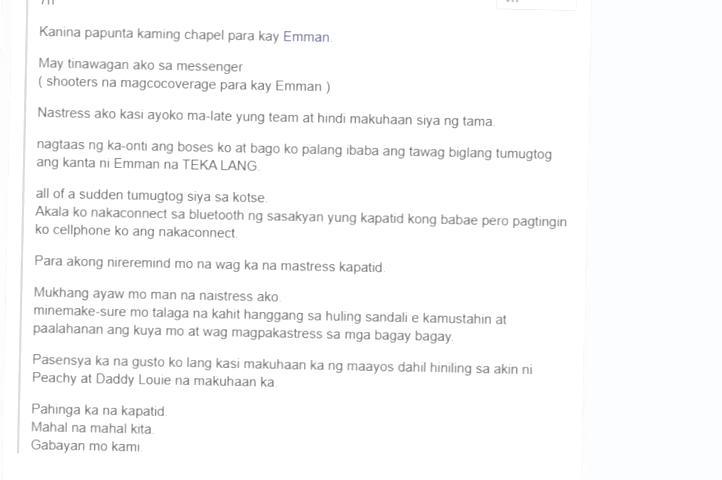 Kanina papunta kaming chapel para kay Emman.
May tinawagan ako sa messenger
( shooters na magcocoverage para kay Emman )
Nastress ako kasi ayoko ma-late yung team at hindi makuhaan siya ng tama.
nagtaas ng ka-onti ang boses ko at bago ko palang ibaba ang tawag biglang tumugtog
ang kanta ni Emman na TEKA LANG.
all of a sudden tumugtog siya sa kotse.
Akala ko nakaconnect sa bluetooth ng sasakyan yung kapatid kong babae pero pagtingin
ko cellphone ko ang nakaconnect.
Para akong nireremind mo na wag ka na mastress kapatid.
Mukhang ayaw mo man na naistress ako.
minemake-sure mo talaga na kahit hanggang sa huling sandali e kamustahin at
paalahanan ang kuya mo at wag magpakastress sa mga bagay bagay.
Pasensya ka na gusto ko lang kasi makuhaan ka ng maayos dahil hiniling sa akin ni
Peachy at Daddy Louie na makuhaan ka.
Pahinga ka na kapatid.
Mahal na mahal kita.
Gabayan mo kami.